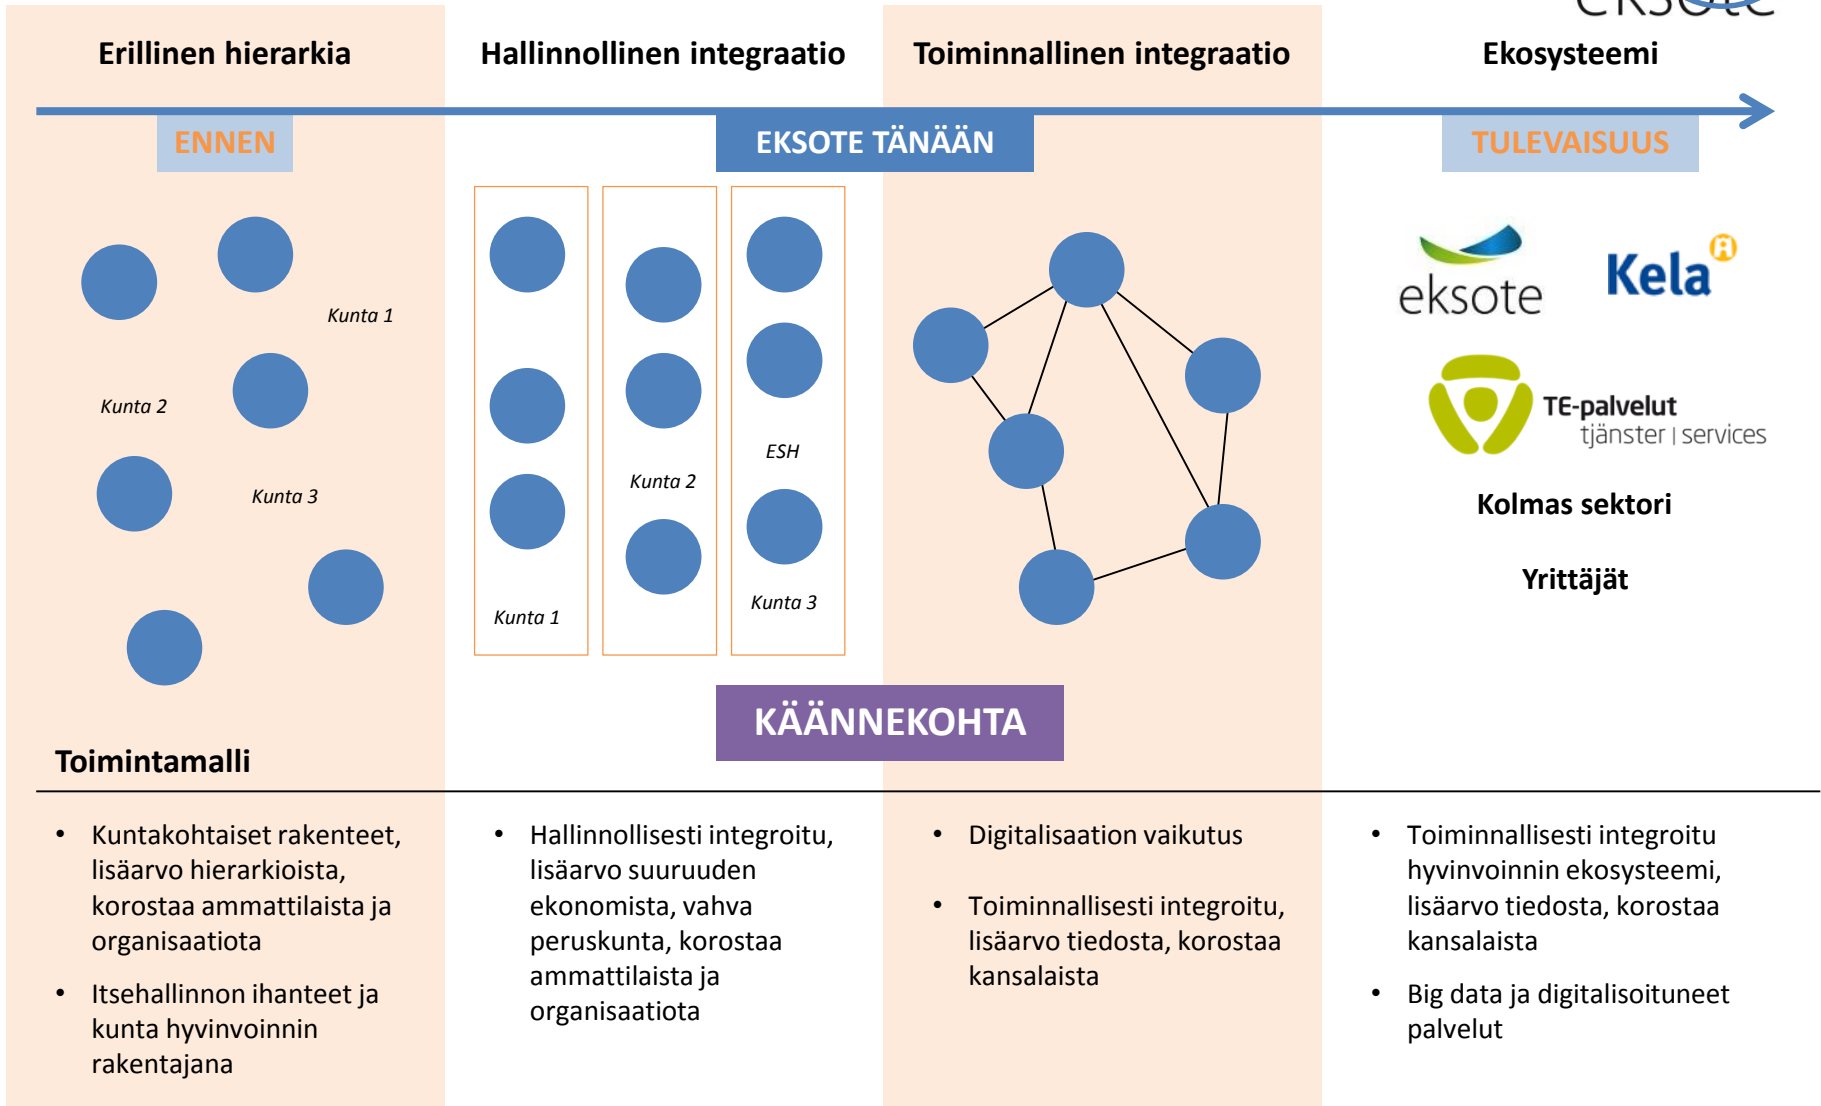 eksote
Erillinen hierarkia
Hallinnollinen integraatio
Toiminnallinen integraatio
Ekosysteemi
ENNEN
EKSOTE TÄNÄÄN
TULEVAISUUS
Kunta 1
Kunta 2
Kunta 3
Kunta 1
Kunta 2
ESH
Kunta 3
eksote
Kela
TE-palvelut
tjänster | services
Kolmas sektori
Yrittäjät
KÄÄNNEKOHTA
Toimintamalli
• Kuntakohtaiset rakenteet,
lisäarvo hierarkioista,
korostaa ammattilaista ja
organisaatiota
• Itsehallinnon ihanteet ja
kunta hyvinvoinnin
rakentajana
• Hallinnollisesti integroitu,
lisäarvo suuruuden
ekonomista, vahva
peruskunta, korostaa
ammattilaista ja
organisaatiota
• Digitalisaation vaikutus
• Toiminnallisesti integroitu,
lisäarvo tiedosta, korostaa
kansalaista
• Toiminnallisesti integroitu
hyvinvoinnin ekosysteemi,
lisäarvo tiedosta, korostaa
kansalaista
• Big data ja digitalisoituneet
palvelut